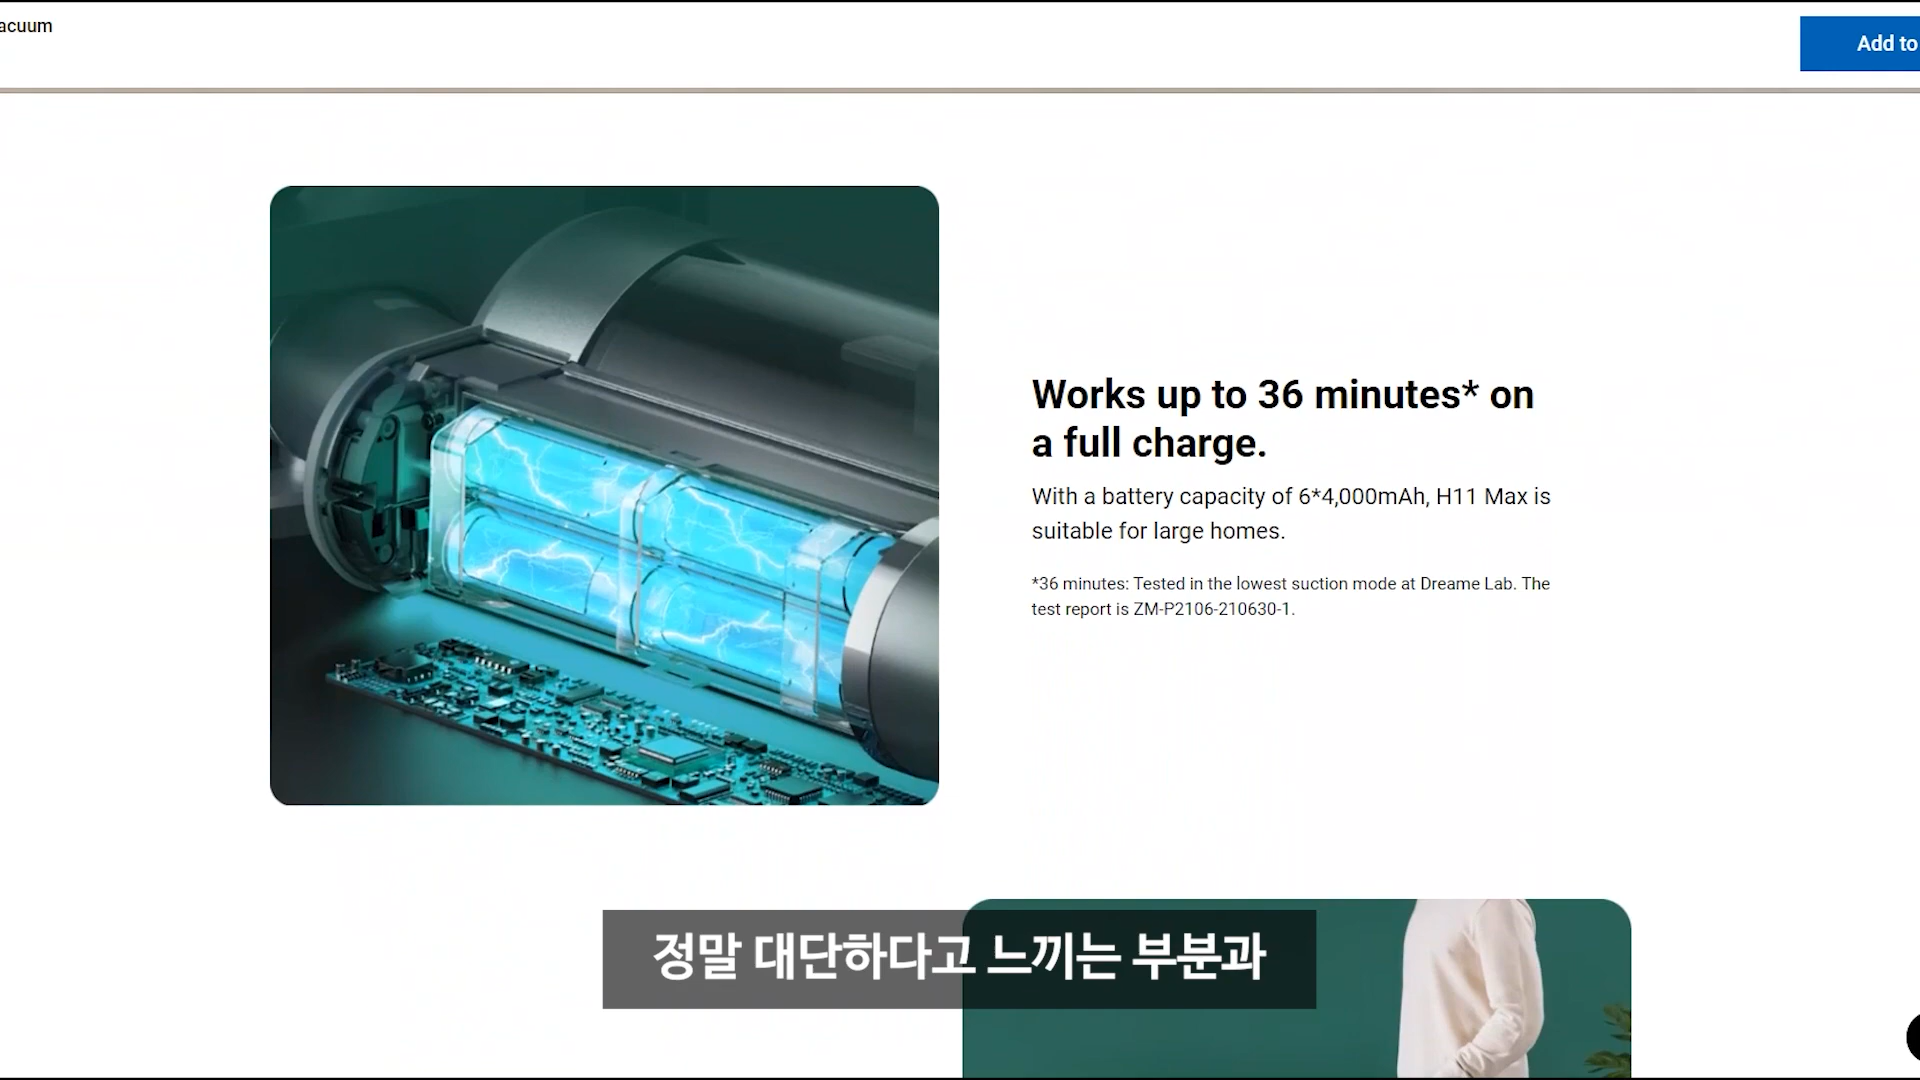 acuum
Add to
Works up to 36 minutes* on
a full charge.
With a battery capacity of 6*4,000mAh, H11 Max is
suitable for large homes.
*36 minutes: Tested in the lowest suction mode at Dreame Lab. The
test report is ZM-P2106-210630-1.
정말 대단하다고 느끼는 부분과